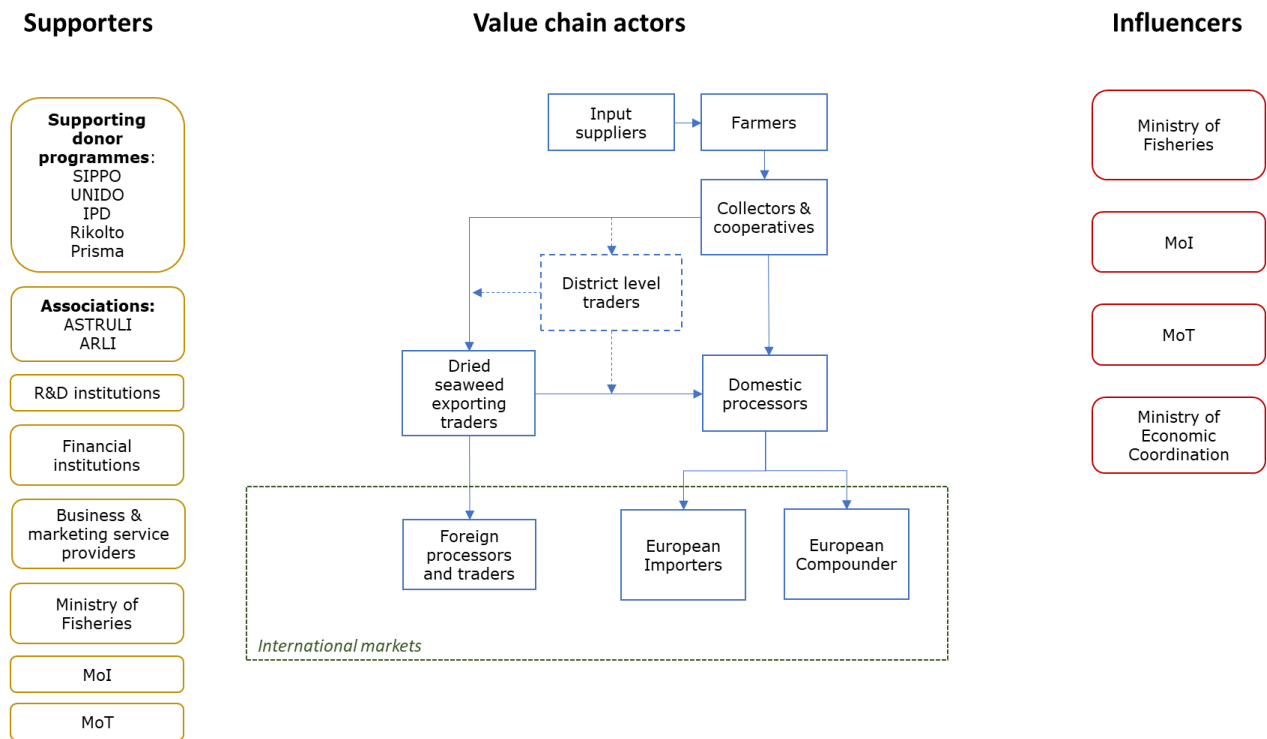 Supporters
Value chain actors
Influencers
Supporting
donor
programmes:
SIPPO
UNIDO
IPD
Rikolto
Prisma
Associations:
ASTRULI
ARLI
R&D institutions
Financial
institutions
Business &
marketing service
providers
Ministry of
Fisheries
MoI
MoT
Input
suppliers
Farmers
Collectors &
cooperatives
District level
traders
Dried
seaweed
exporting
traders
Domestic
processors
Foreign
processors
and traders
European
Importers
European
Compounder
International markets
Ministry of
Fisheries
MoI
MoT
Ministry of
Economic
Coordination